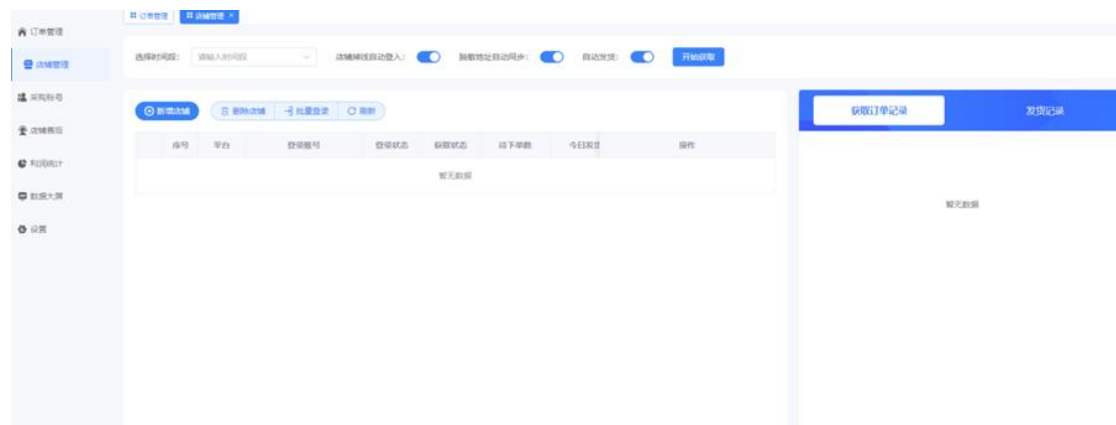 订单管理
店铺管理 ×
订单管理
店铺管理
采购账号
店铺售后
利润统计
数据大屏
设置
选择时间段: 请输入时间段
店铺掉线自动登入:
脱敏地址自动同步:
自动发货:
开始获取
新增店铺
删除店铺
批量登录
刷新
序号 平台 登录账号 登录状态 获取状态 待下单数 今日发货 操作
暂无数据
获取订单记录 发货记录
暂无数据